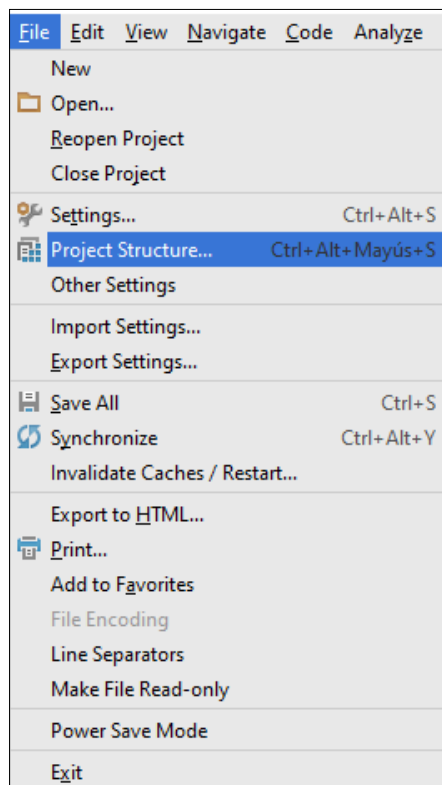 File Edit View Navigate Code Analyze
New
Open...
Reopen Project
Close Project
Settings... Ctrl+Alt+S
Project Structure... Ctrl+Alt+Mayús+S
Other Settings
Import Settings...
Export Settings...
Save All Ctrl+S
Synchronize Ctrl+Alt+Y
Invalidate Caches / Restart...
Export to HTML...
Print...
Add to Favorites
File Encoding
Line Separators
Make File Read-only
Power Save Mode
Exit